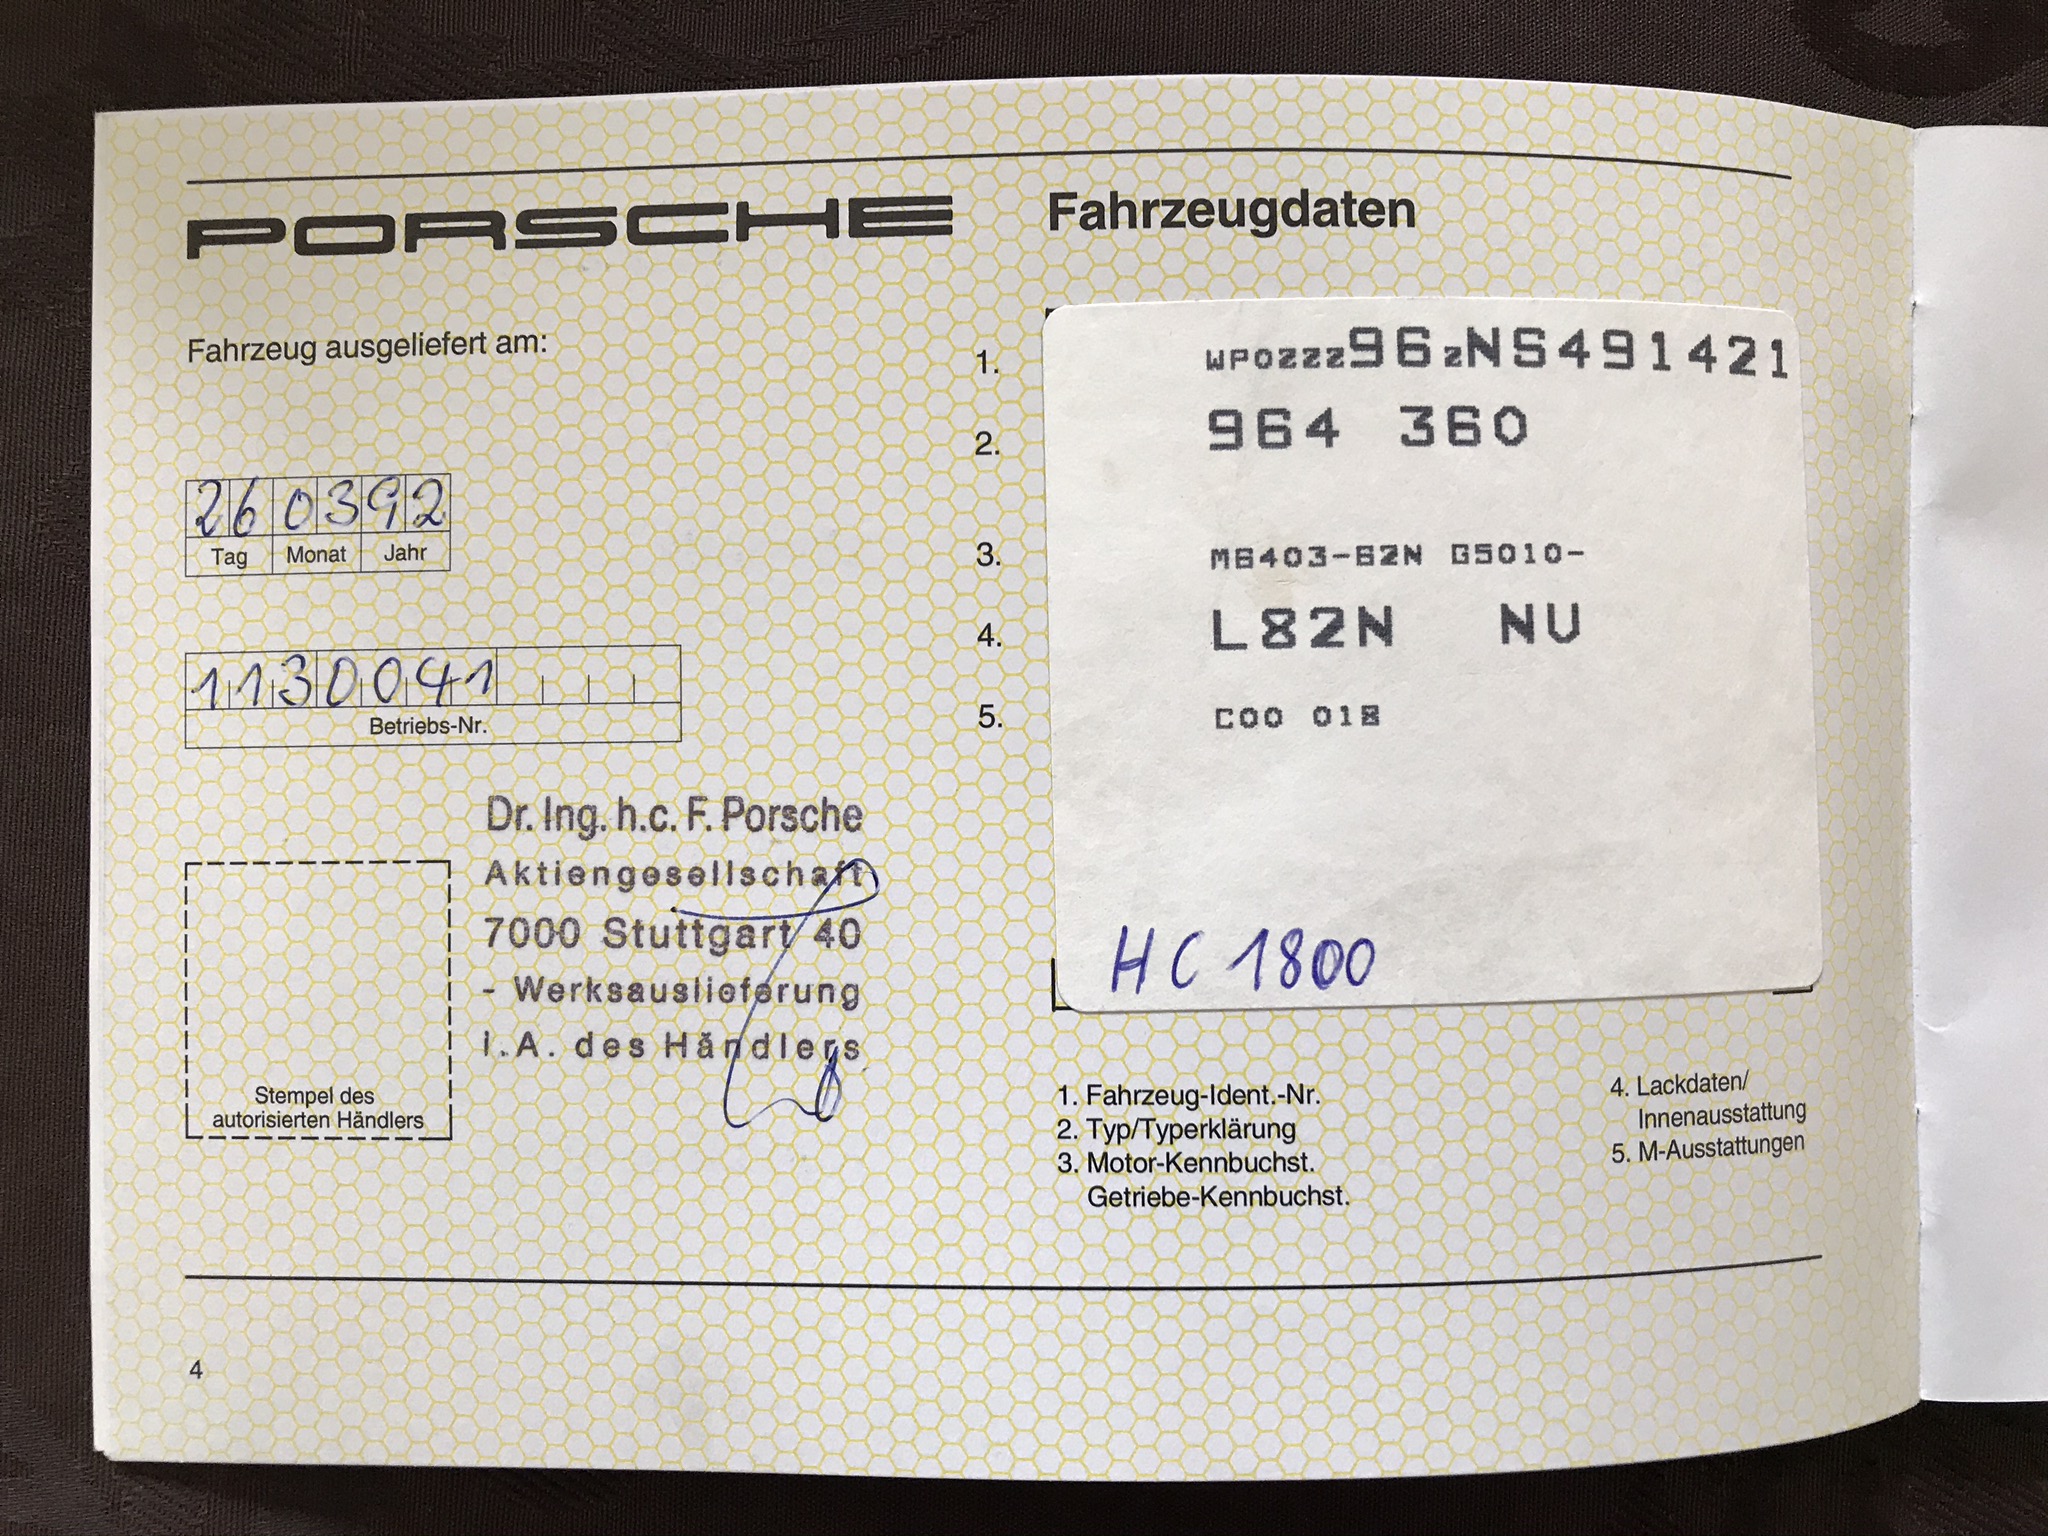 PORSCHE
Fahrzeug ausgeliefert am:
260392
Tag Monat Jahr
1130041
Betriebs-Nr.
Dr. Ing. h.c. F. Porsche
Aktiengesellschaft
7000 Stuttgart 40
- Werksauslieferung
i.A. des Händlers
Stempel des
autorisierten Händlers
Fahrzeugdaten
1. WP0ZZZ96ZNS491421
2. 964 360
3. M6403-62N G5010-
4. L82N NU
5. C00 018
HC 1800
1. Fahrzeug-Ident.-Nr.
2. Typ/Typerklärung
3. Motor-Kennbuchst.
Getriebe-Kennbuchst.
4. Lackdaten/
Innenausstattung
5. M-Ausstattungen
4